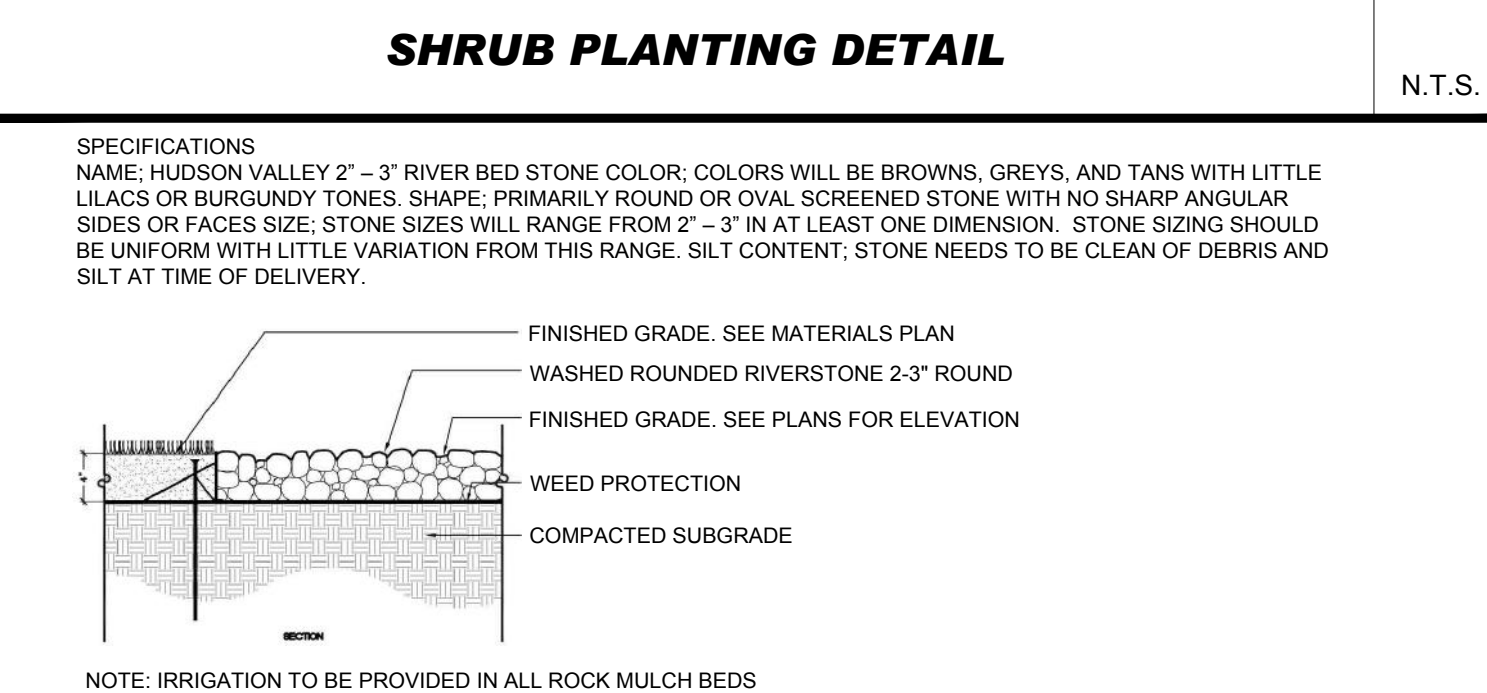 SHRUB PLANTING DETAIL
N.T.S.
SPECIFICATIONS
NAME; HUDSON VALLEY 2” – 3” RIVER BED STONE COLOR; COLORS WILL BE BROWNS, GREYS, AND TANS WITH LITTLE
LILACS OR BURGUNDY TONES. SHAPE; PRIMARILY ROUND OR OVAL SCREENED STONE WITH NO SHARP ANGULAR
SIDES OR FACES SIZE; STONE SIZES WILL RANGE FROM 2” – 3” IN AT LEAST ONE DIMENSION.  STONE SIZING SHOULD
BE UNIFORM WITH LITTLE VARIATION FROM THIS RANGE. SILT CONTENT; STONE NEEDS TO BE CLEAN OF DEBRIS AND
SILT AT TIME OF DELIVERY.
FINISHED GRADE. SEE MATERIALS PLAN
WASHED ROUNDED RIVERSTONE 2-3" ROUND
FINISHED GRADE. SEE PLANS FOR ELEVATION
4"
WEED PROTECTION
COMPACTED SUBGRADE
SECTION
NOTE: IRRIGATION TO BE PROVIDED IN ALL ROCK MULCH BEDS